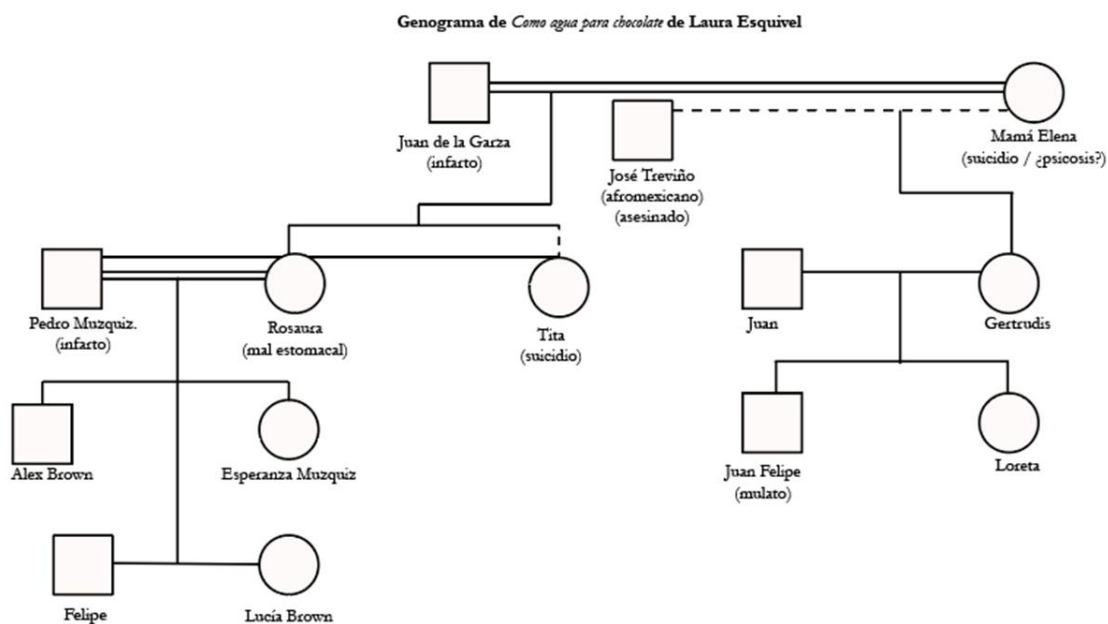 Genograma de Como agua para chocolate de Laura Esquivel
Juan de la Garza
(infarto)
José Treviño
(afromexicano)
(asesinado)
Mamá Elena
(suicidio / ¿psicosis?)
Pedro Muzquiz.
(infarto)
Rosaura
(mal estomacal)
Tita
(suicidio)
Juan
Gertrudis
Alex Brown
Esperanza Muzquiz
Juan Felipe
(mulato)
Loreta
Felipe
Lucía Brown